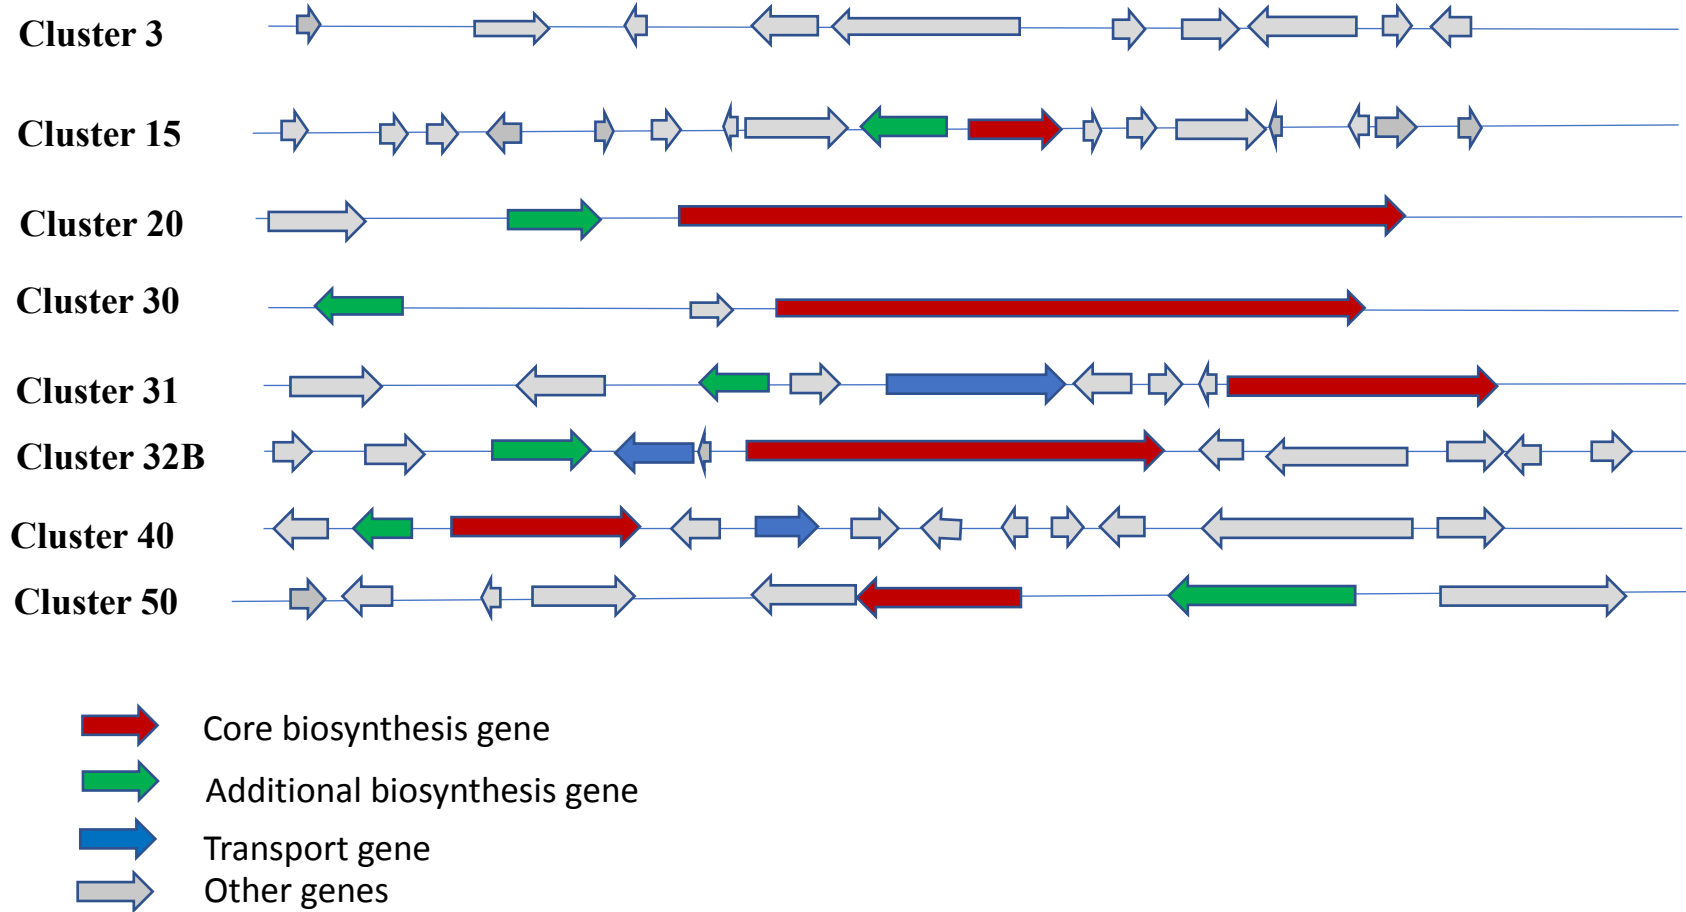 Cluster 3
Cluster 15
Cluster 20
Cluster 30
Cluster 31
Cluster 32B
Cluster 40
Cluster 50
Core biosynthesis gene
Additional biosynthesis gene
Transport gene
Other genes